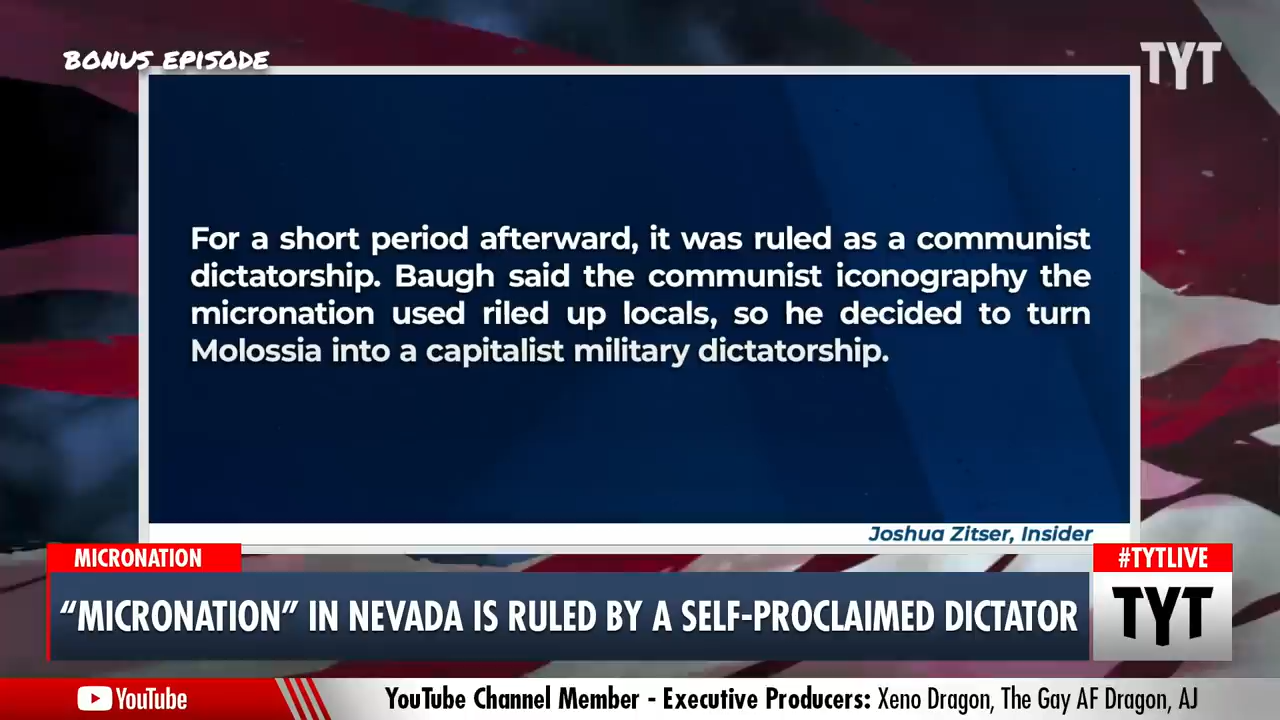 BONUS EPISODE
TYT
For a short period afterward, it was ruled as a communist
dictatorship. Baugh said the communist iconography the
micronation used riled up locals, so he decided to turn
Molossia into a capitalist military dictatorship.
Joshua Zitser, Insider
MICRONATION
#TYTLIVE
“MICRONATION” IN NEVADA IS RULED BY A SELF-PROCLAIMED DICTATOR
TYT
YouTube
YouTube Channel Member - Executive Producers: Xeno Dragon, The Gay AF Dragon, AJ